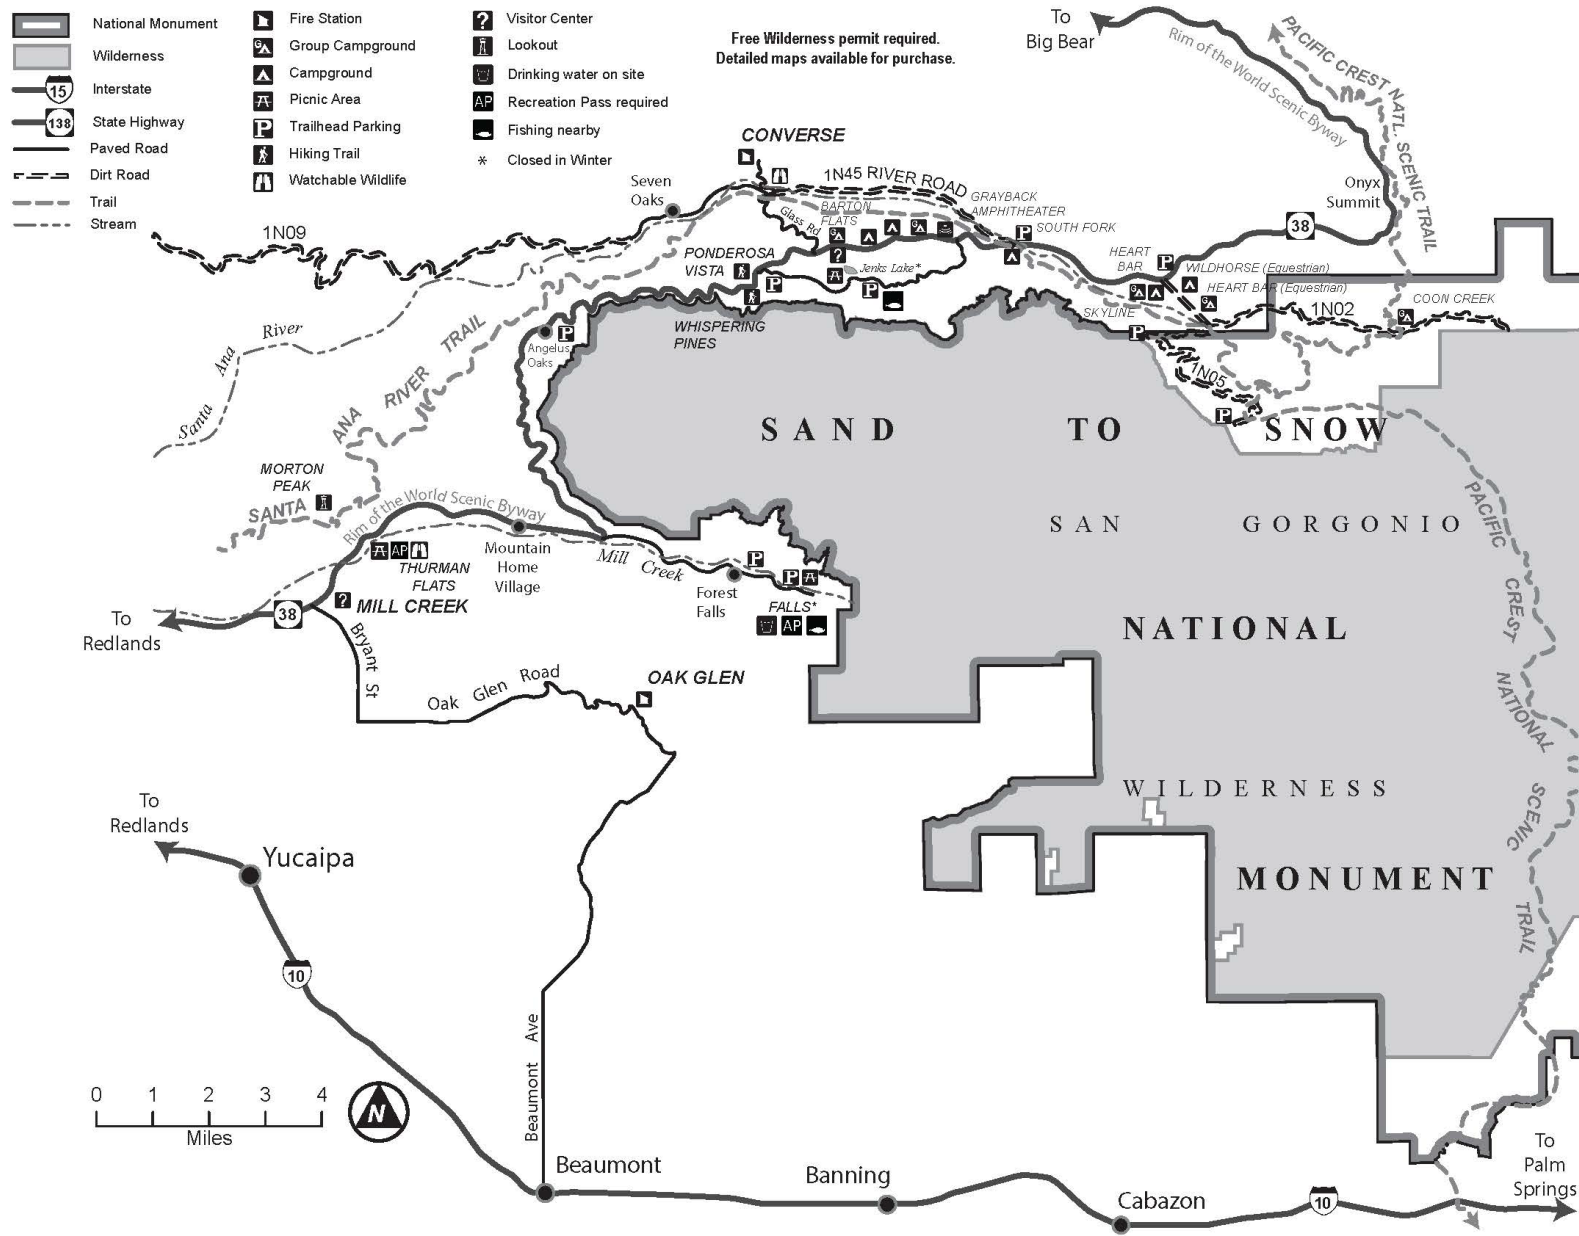 National Monument
Wilderness
15
Interstate
138
State Highway
Paved Road
Dirt Road
Trail
Stream
Fire Station
Group Campground
Campground
Picnic Area
Trailhead Parking
Hiking Trail
Watchable Wildlife
Visitor Center
Lookout
Drinking water on site
AP
Recreation Pass required
Fishing nearby
* Closed in Winter
Free Wilderness permit required.
Detailed maps available for purchase.
To
Big Bear
Rim of the World Scenic Byway
PACIFIC CREST NATL. SCENIC TRAIL
CONVERSE
1N45 RIVER ROAD
Seven
Oaks
Onyx
Summit
38
1N09
Glass Rd
BARTON
FLATS
GRAYBACK
AMPHITHEATER
SOUTH FORK
PONDEROSA
VISTA
Jenks Lake*
HEART
BAR
WILDHORSE (Equestrian)
HEART BAR (Equestrian)
COON CREEK
1N02
SKYLINE
WHISPERING
PINES
Angelus
Oaks
1N05
Santa Ana River
SANTA ANA RIVER TRAIL
SAND TO SNOW
MORTON
PEAK
Rim of the World Scenic Byway
SAN GORGONIO
PACIFIC CREST NATIONAL SCENIC TRAIL
AP
THURMAN
FLATS
Mountain
Home
Village
Mill Creek
Forest
Falls
FALLS*
AP
MILL CREEK
38
To
Redlands
NATIONAL
Bryant St
Oak Glen Road
OAK GLEN
WILDERNESS
To
Redlands
Yucaipa
MONUMENT
10
Beaumont Ave
0 1 2 3 4
Miles
N
Beaumont
Banning
Cabazon
10
To
Palm
Springs